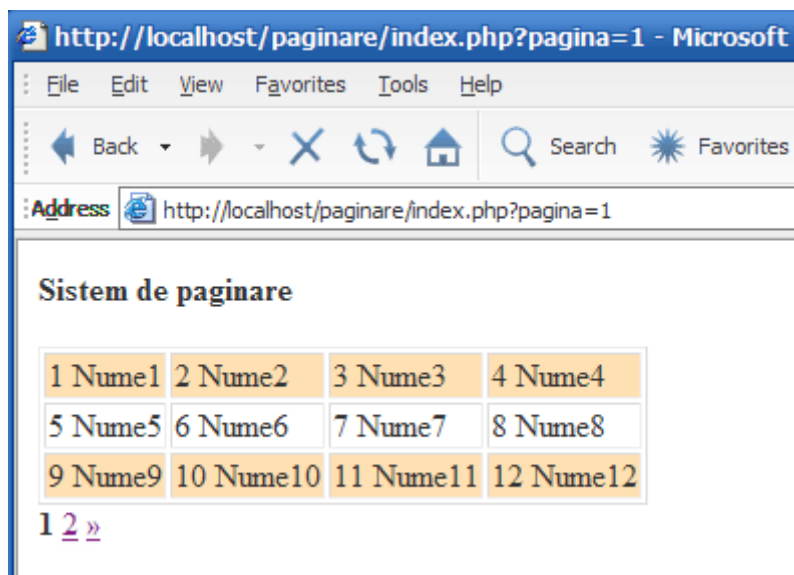 http://localhost/paginare/index.php?pagina=1 - Microsoft
File Edit View Favorites Tools Help
Back Search Favorites
Address http://localhost/paginare/index.php?pagina=1
Sistem de paginare
1 Nume1 2 Nume2 3 Nume3 4 Nume4
5 Nume5 6 Nume6 7 Nume7 8 Nume8
9 Nume9 10 Nume10 11 Nume11 12 Nume12
1 2 »